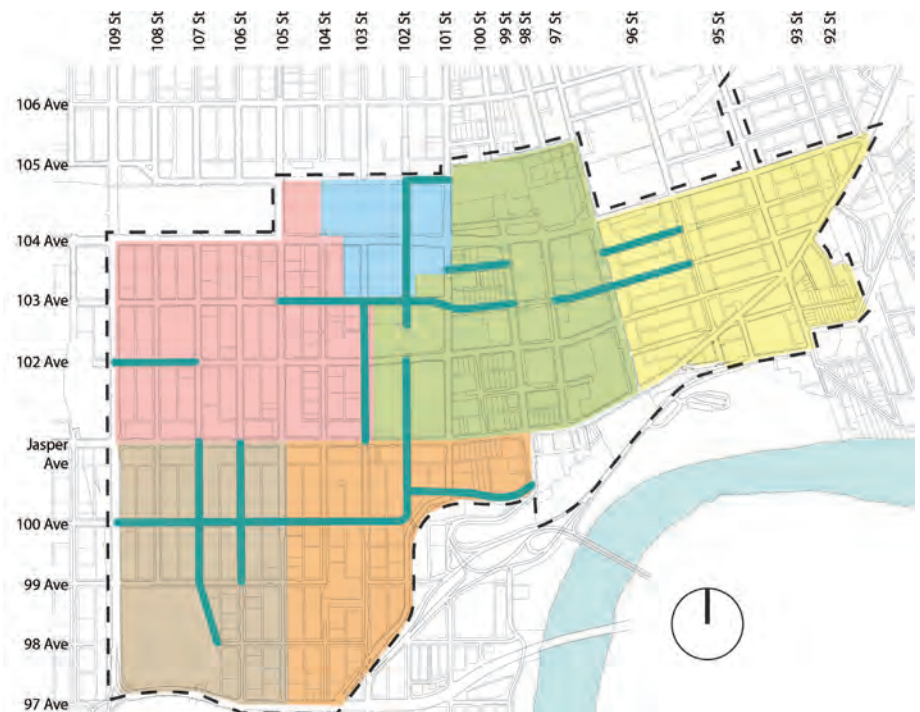 109 St
108 St
107 St
106 St
105 St
104 St
103 St
102 St
101 St
100 St
99 St
98 St
97 St
96 St
95 St
93 St
92 St
106 Ave
105 Ave
104 Ave
103 Ave
102 Ave
Jasper
Ave
100 Ave
99 Ave
98 Ave
97 Ave